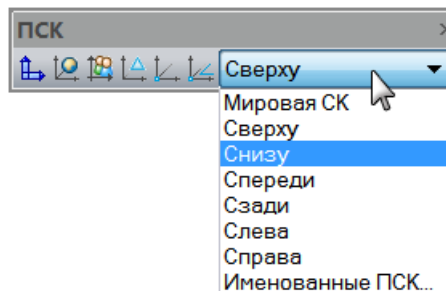 ПСК
Сверху
Мировая СК
Сверху
Снизу
Спереди
Сзади
Слева
Справа
Именованные ПСК...